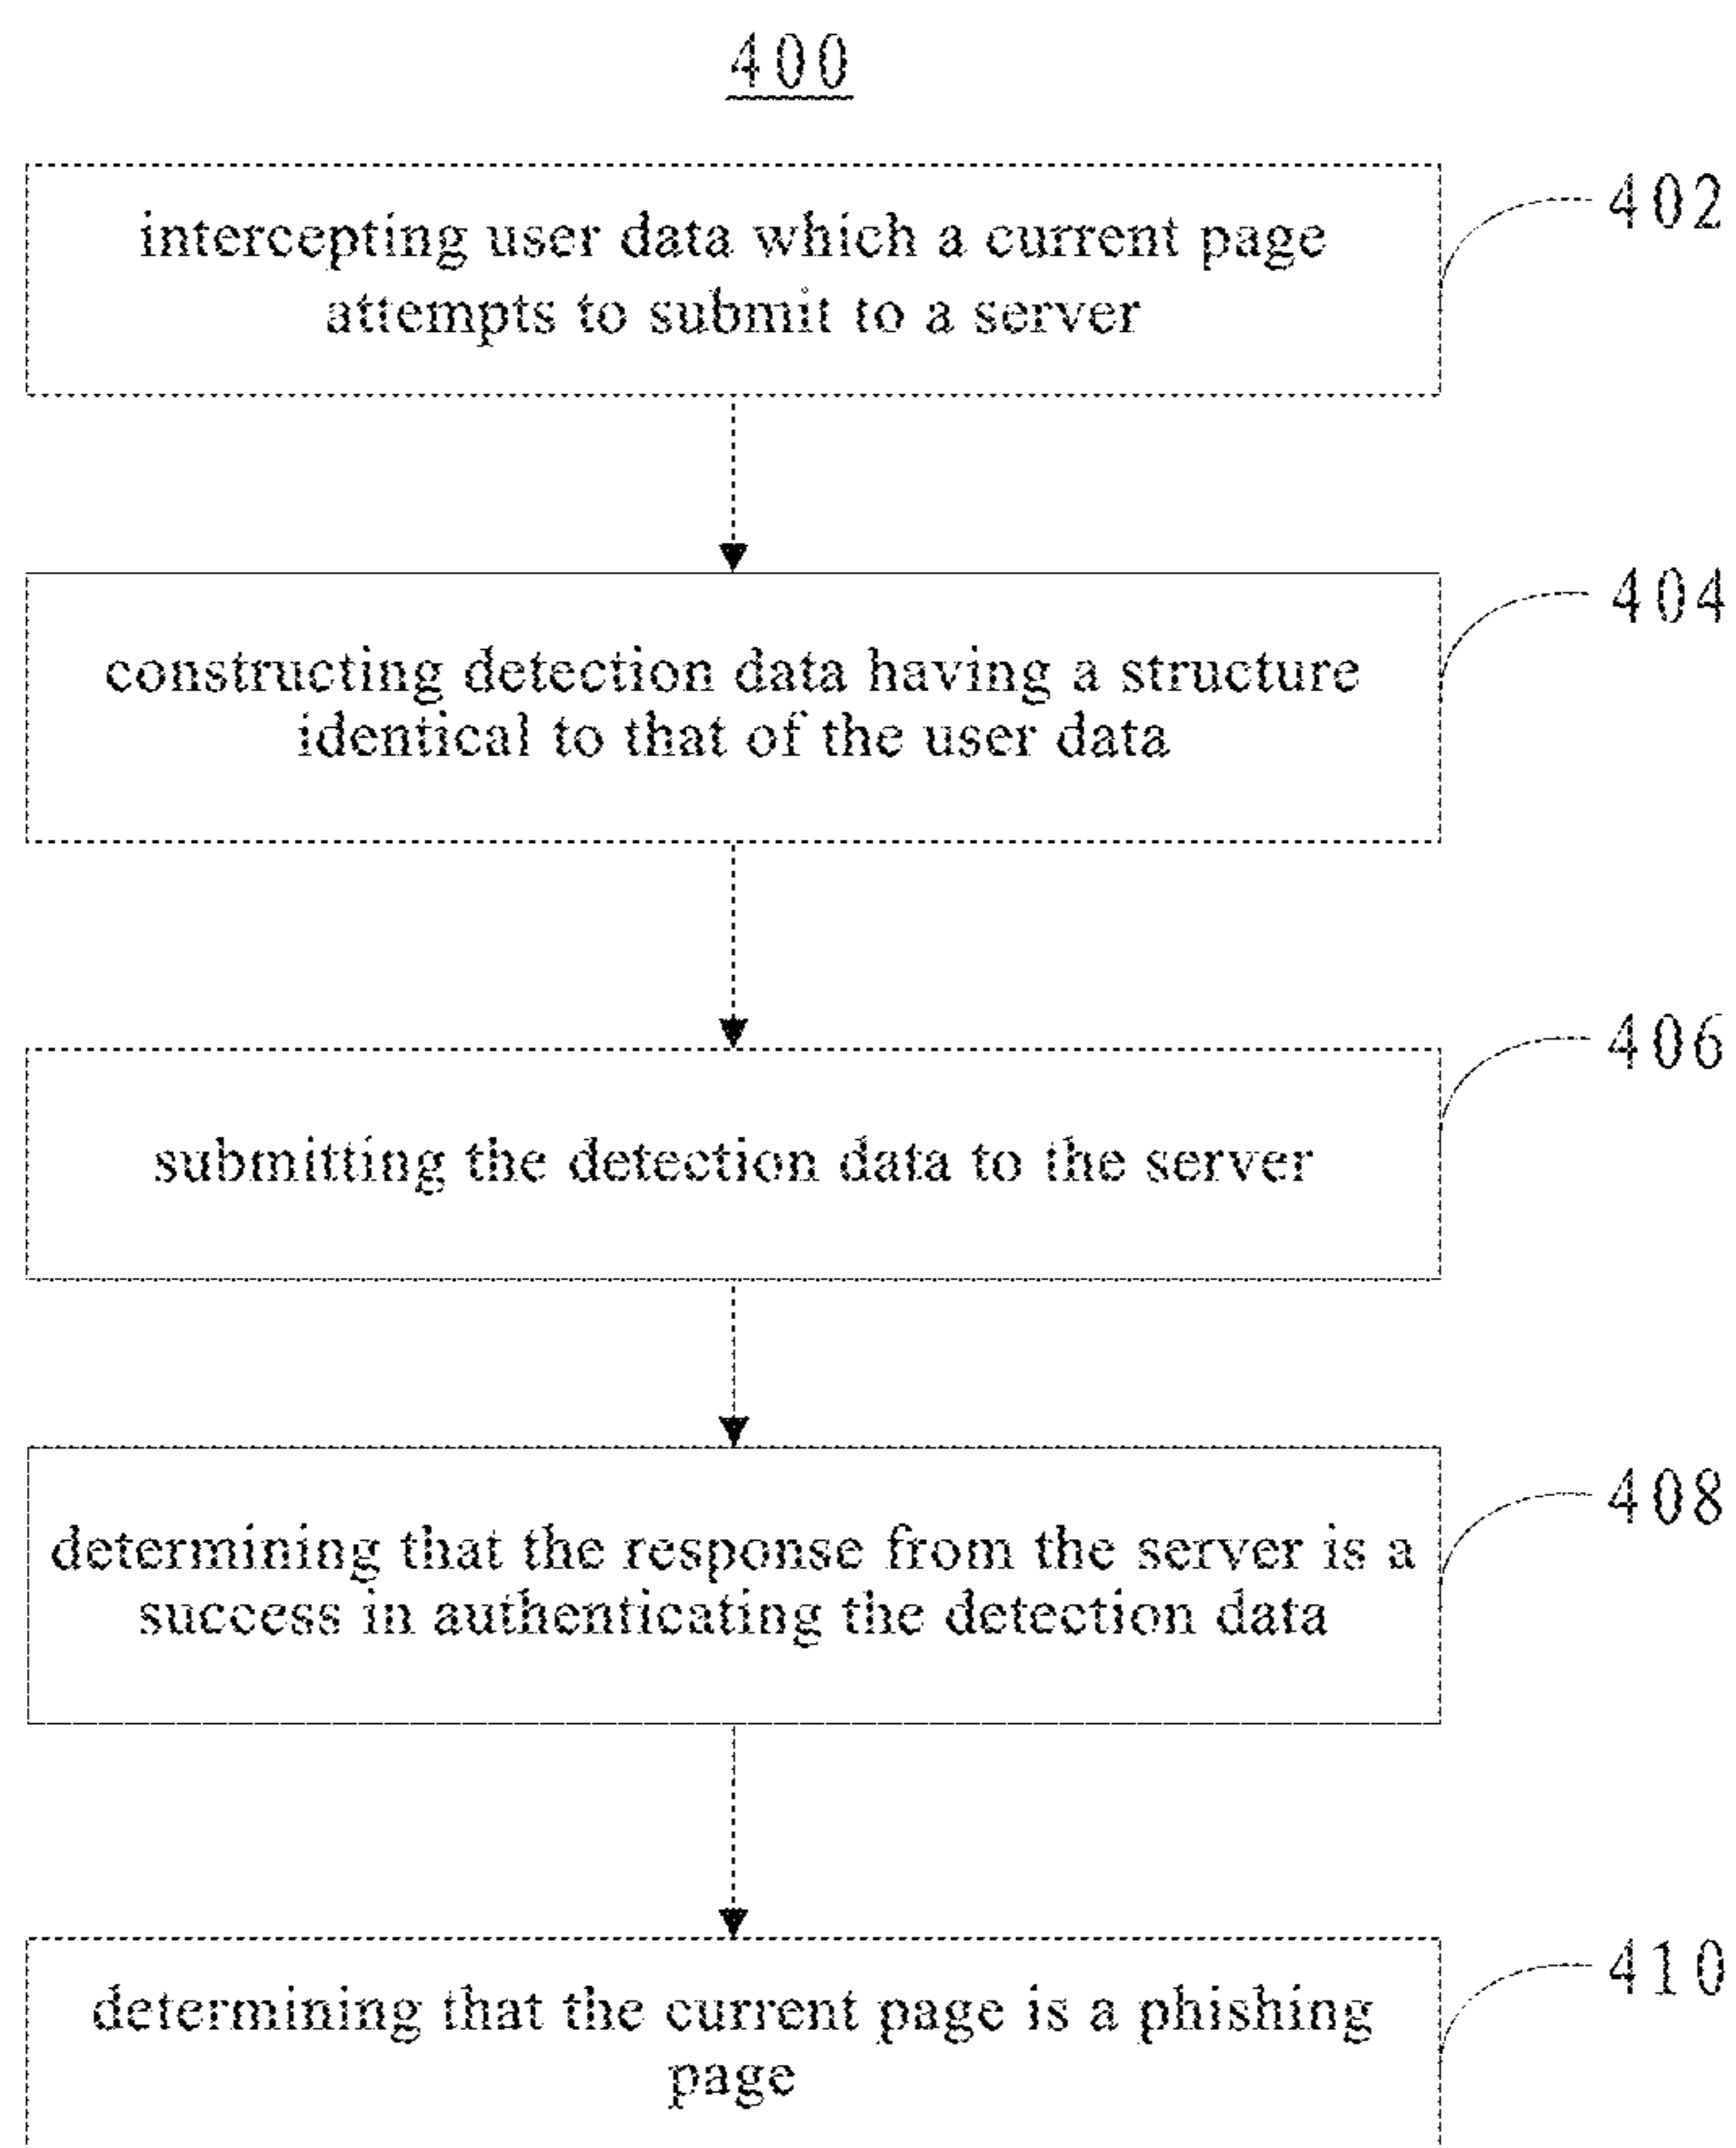 400
intercepting user data which a current page
attempts to submit to a server
402
constructing detection data having a structure
identical to that of the user data
404
submitting the detection data to the server
406
determining that the response from the server is a
success in authenticating the detection data
408
determining that the current page is a phishing
page
410